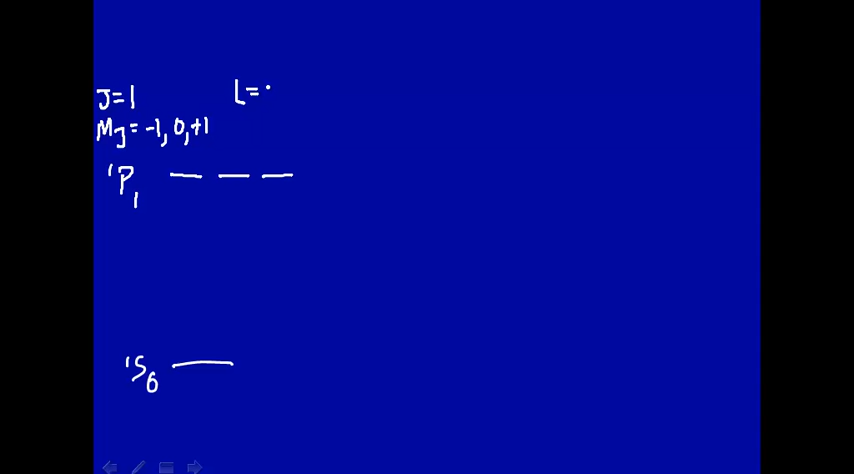 J=1 L=
MJ=-1, 0,+1
¹P₁
¹S₀